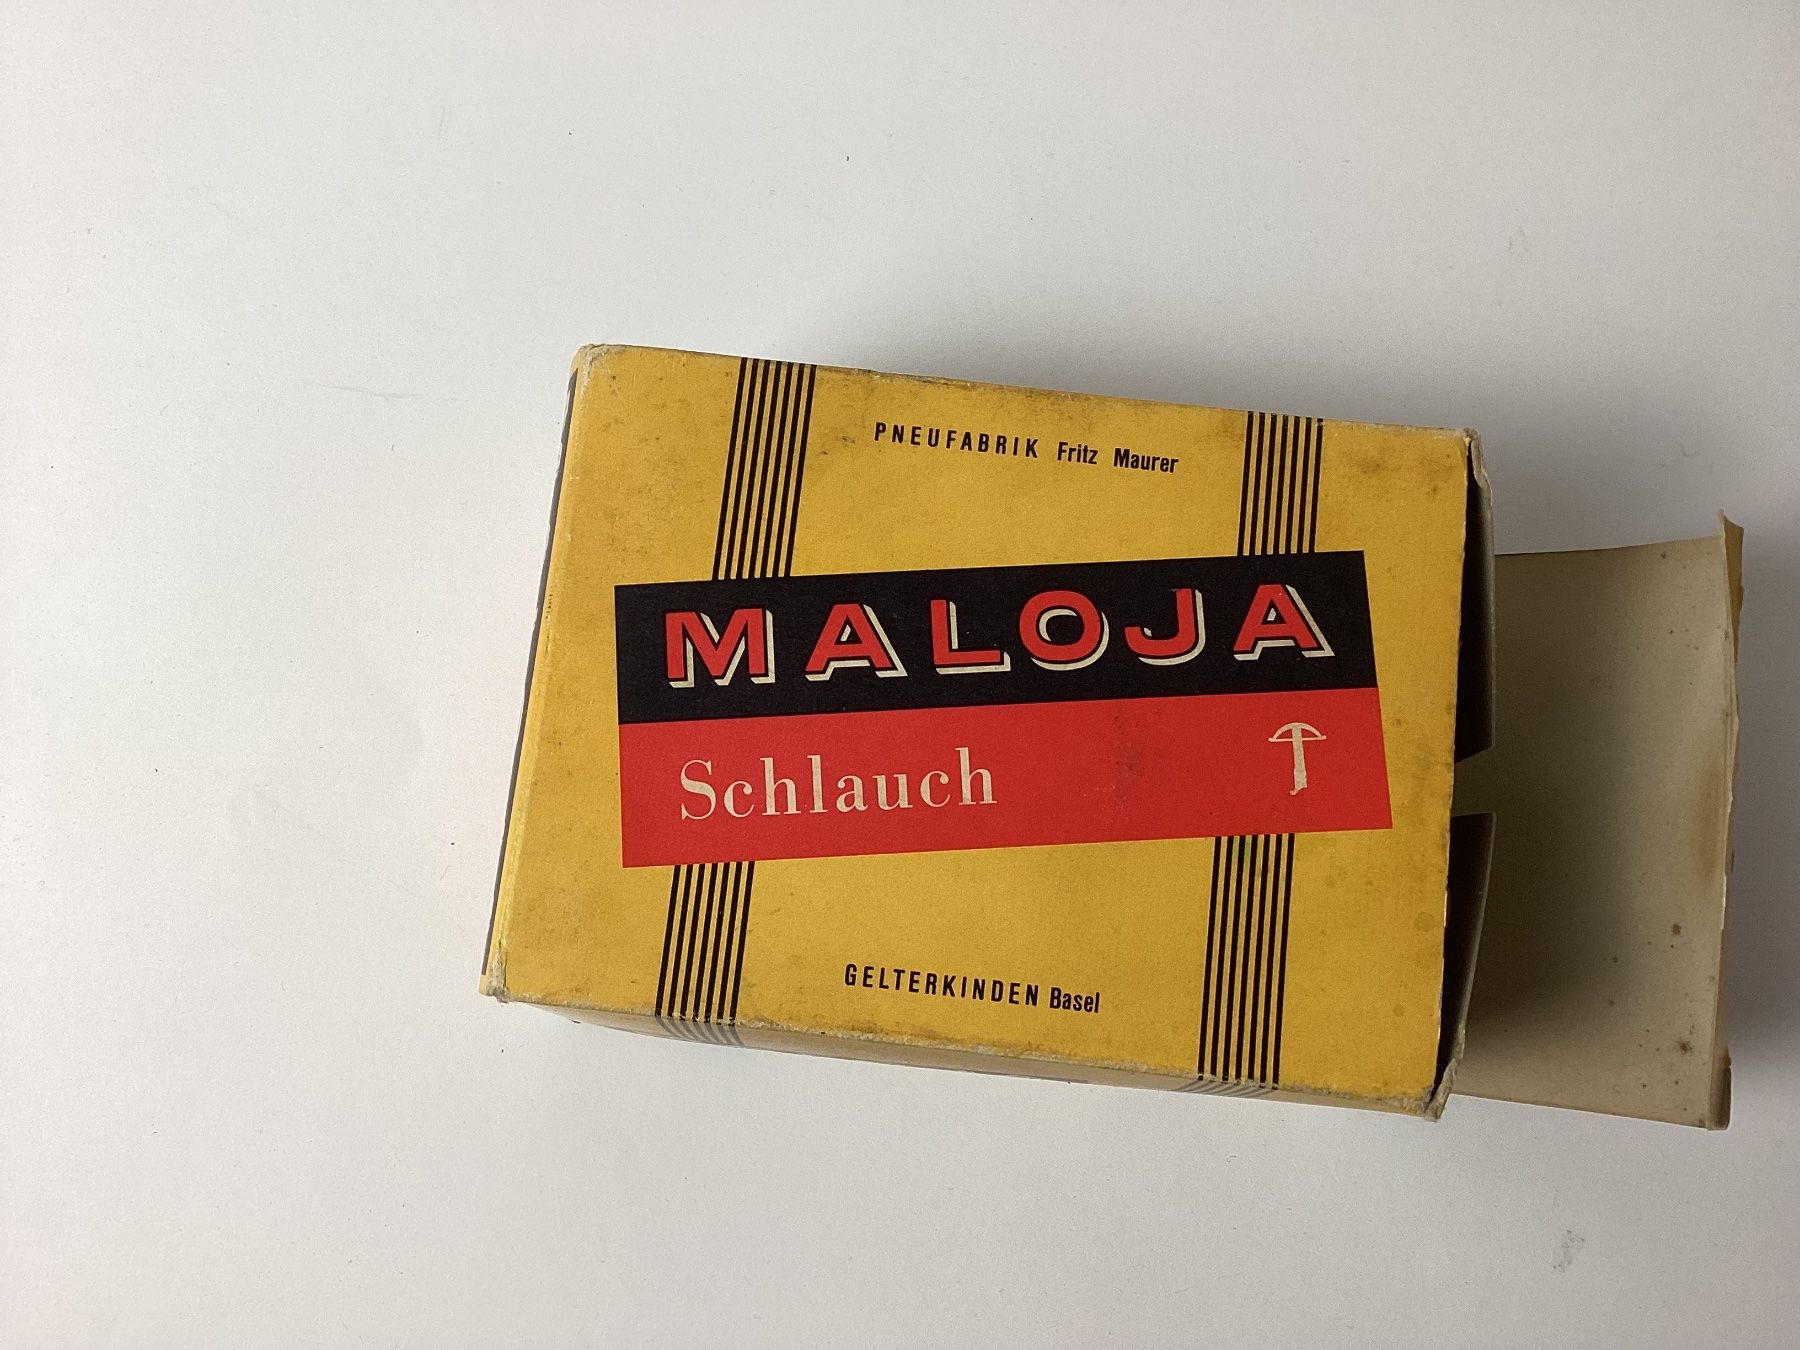 PNEUFABRIK Fritz Maurer
MALOJA
Schlauch
GELTERKINDEN Basel